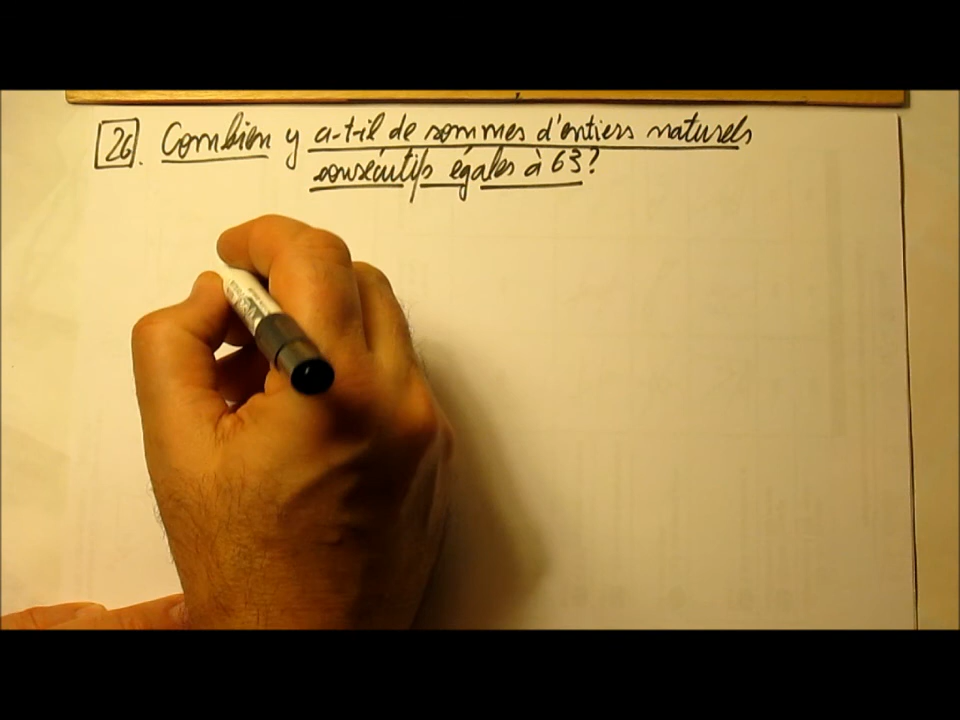 26. Combien y a-t-il de sommes d'entiers naturels
consécutifs égales à 63?